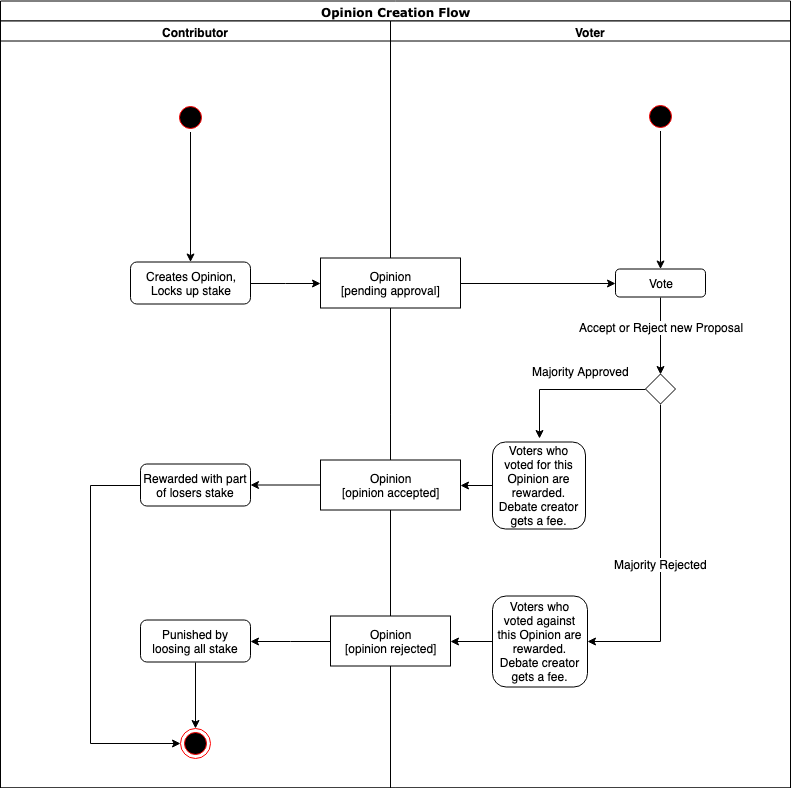 Opinion Creation Flow
Contributor
Voter
Creates Opinion,
Locks up stake
Opinion
[pending approval]
Vote
Accept or Reject new Proposal
Majority Approved
Voters who
voted for this
Opinion are
rewarded.
Debate creator
gets a fee.
Opinion
[opinion accepted]
Rewarded with part
of losers stake
Majority Rejected
Voters who
voted against
this Opinion are
rewarded.
Debate creator
gets a fee.
Opinion
[opinion rejected]
Punished by
loosing all stake